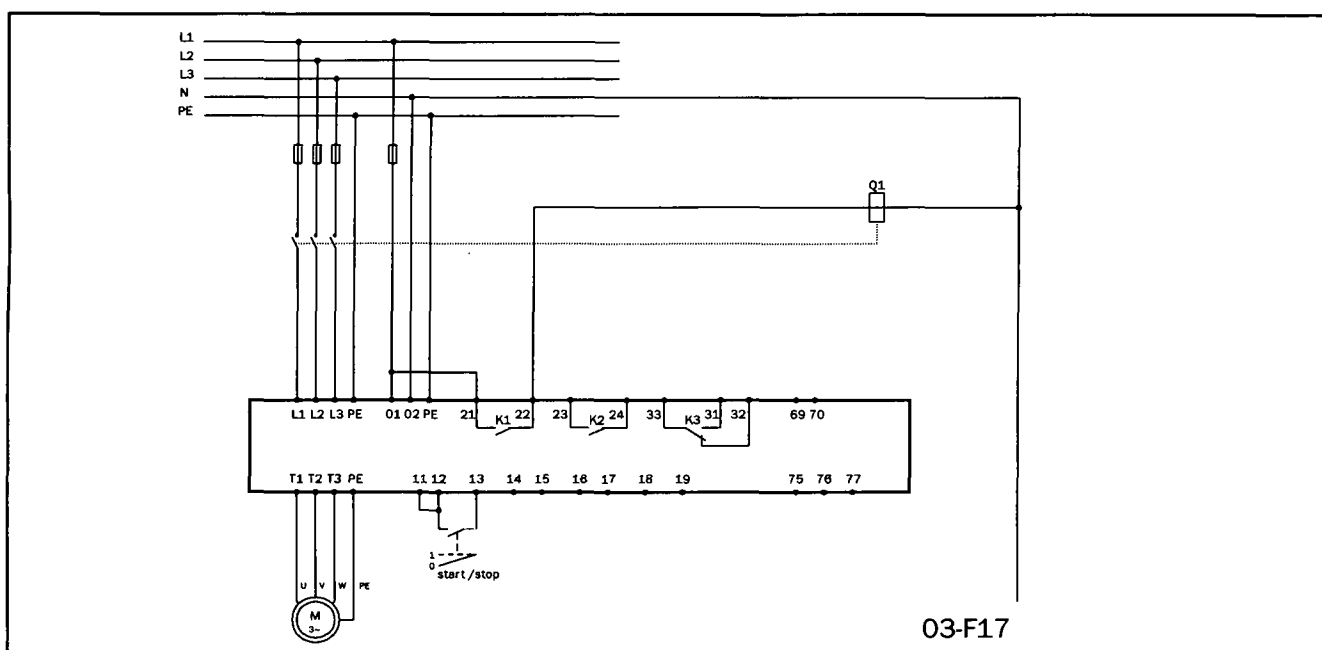 L1
L2
L3
N
PE
Q1
L1 L2 L3 PE 01 02 PE 21 K1 22 23 K2 24 33 K3 31 32 69 70
T1 T2 T3 PE 11 12 13 14 15 16 17 18 19 75 76 77
1
0
start/stop
U V W PE
M
3~
03-F17